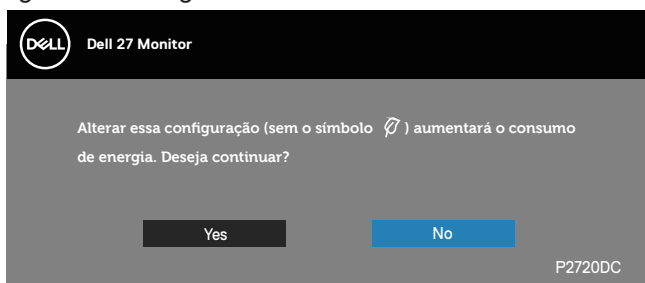 DELL
Dell 27 Monitor
Alterar essa configuração (sem o símbolo ) aumentará o consumo
de energia. Deseja continuar?
Yes
No
P2720DC